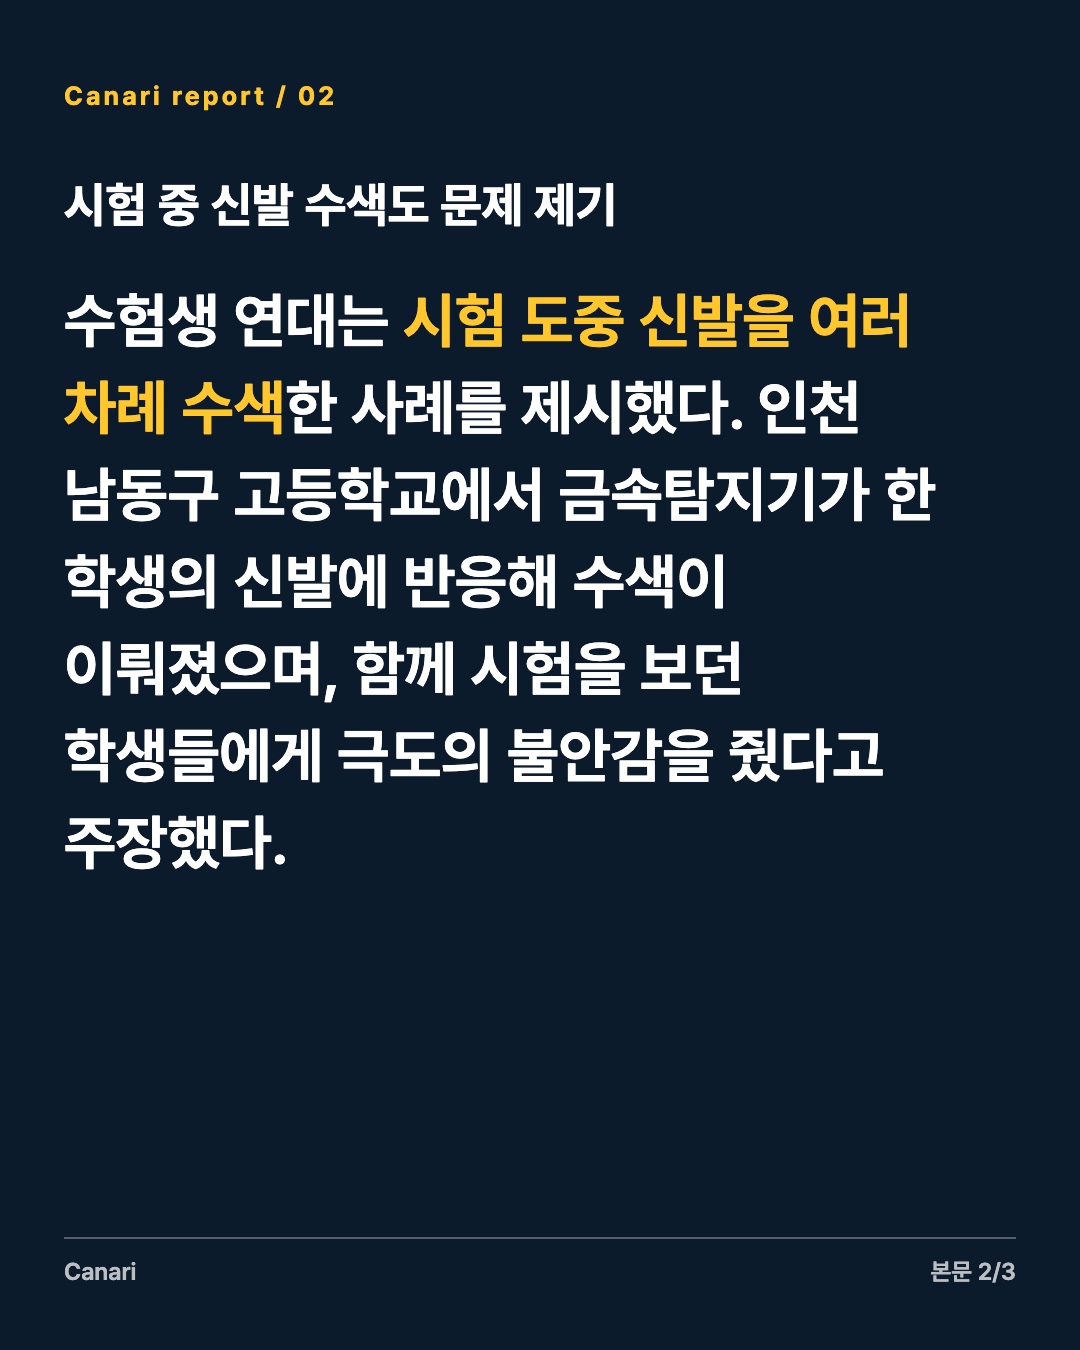 Canari report / 02
시험 중 신발 수색도 문제 제기
수험생 연대는 시험 도중 신발을 여러
차례 수색한 사례를 제시했다. 인천
남동구 고등학교에서 금속탐지기가 한
학생의 신발에 반응해 수색이
이뤄졌으며, 함께 시험을 보던
학생들에게 극도의 불안감을 줬다고
주장했다.
Canari
본문 2/3